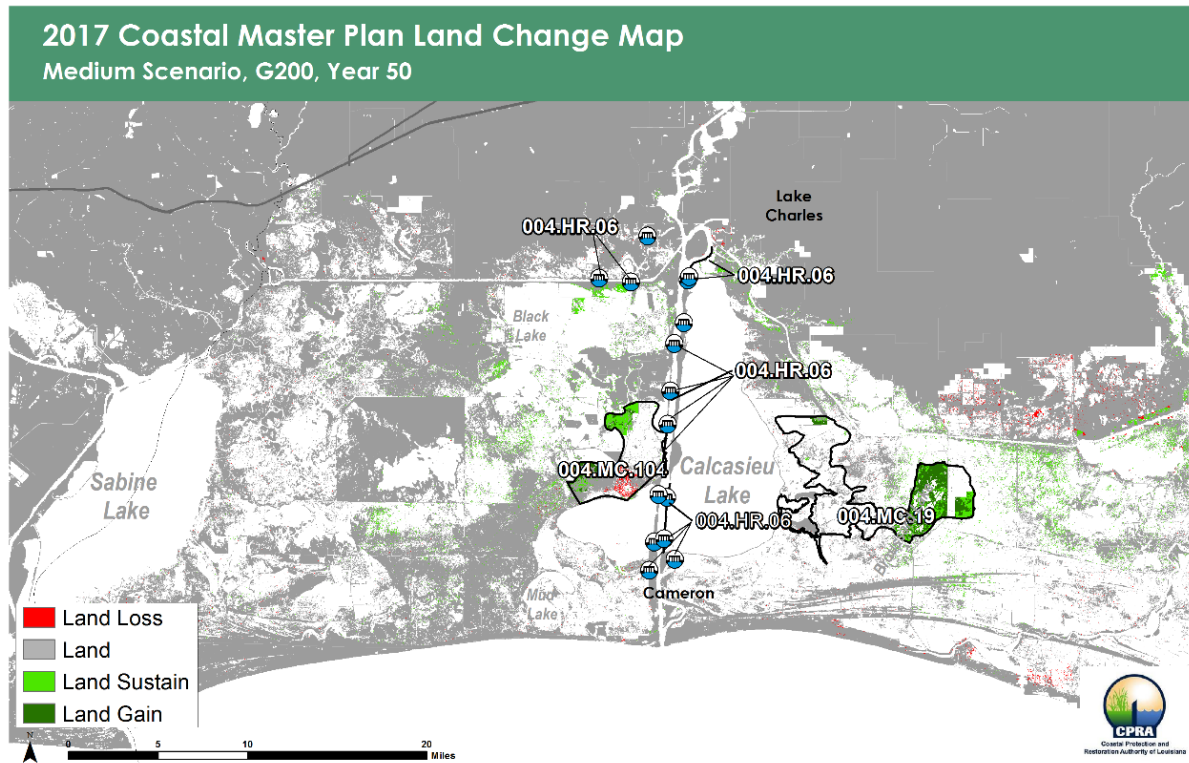 2017 Coastal Master Plan Land Change Map
Medium Scenario, G200, Year 50
Lake
Charles
004.HR.06
004.HR.06
Black
Lake
004.HR.06
004.MC.104
Calcasieu
Lake
Sabine
Lake
004.HR.06
004.MC.19
Mud
Lake
Cameron
Land Loss
Land
Land Sustain
Land Gain
N
0 5 10 20
Miles
CPRA
Coastal Protection and
Restoration Authority of Louisiana